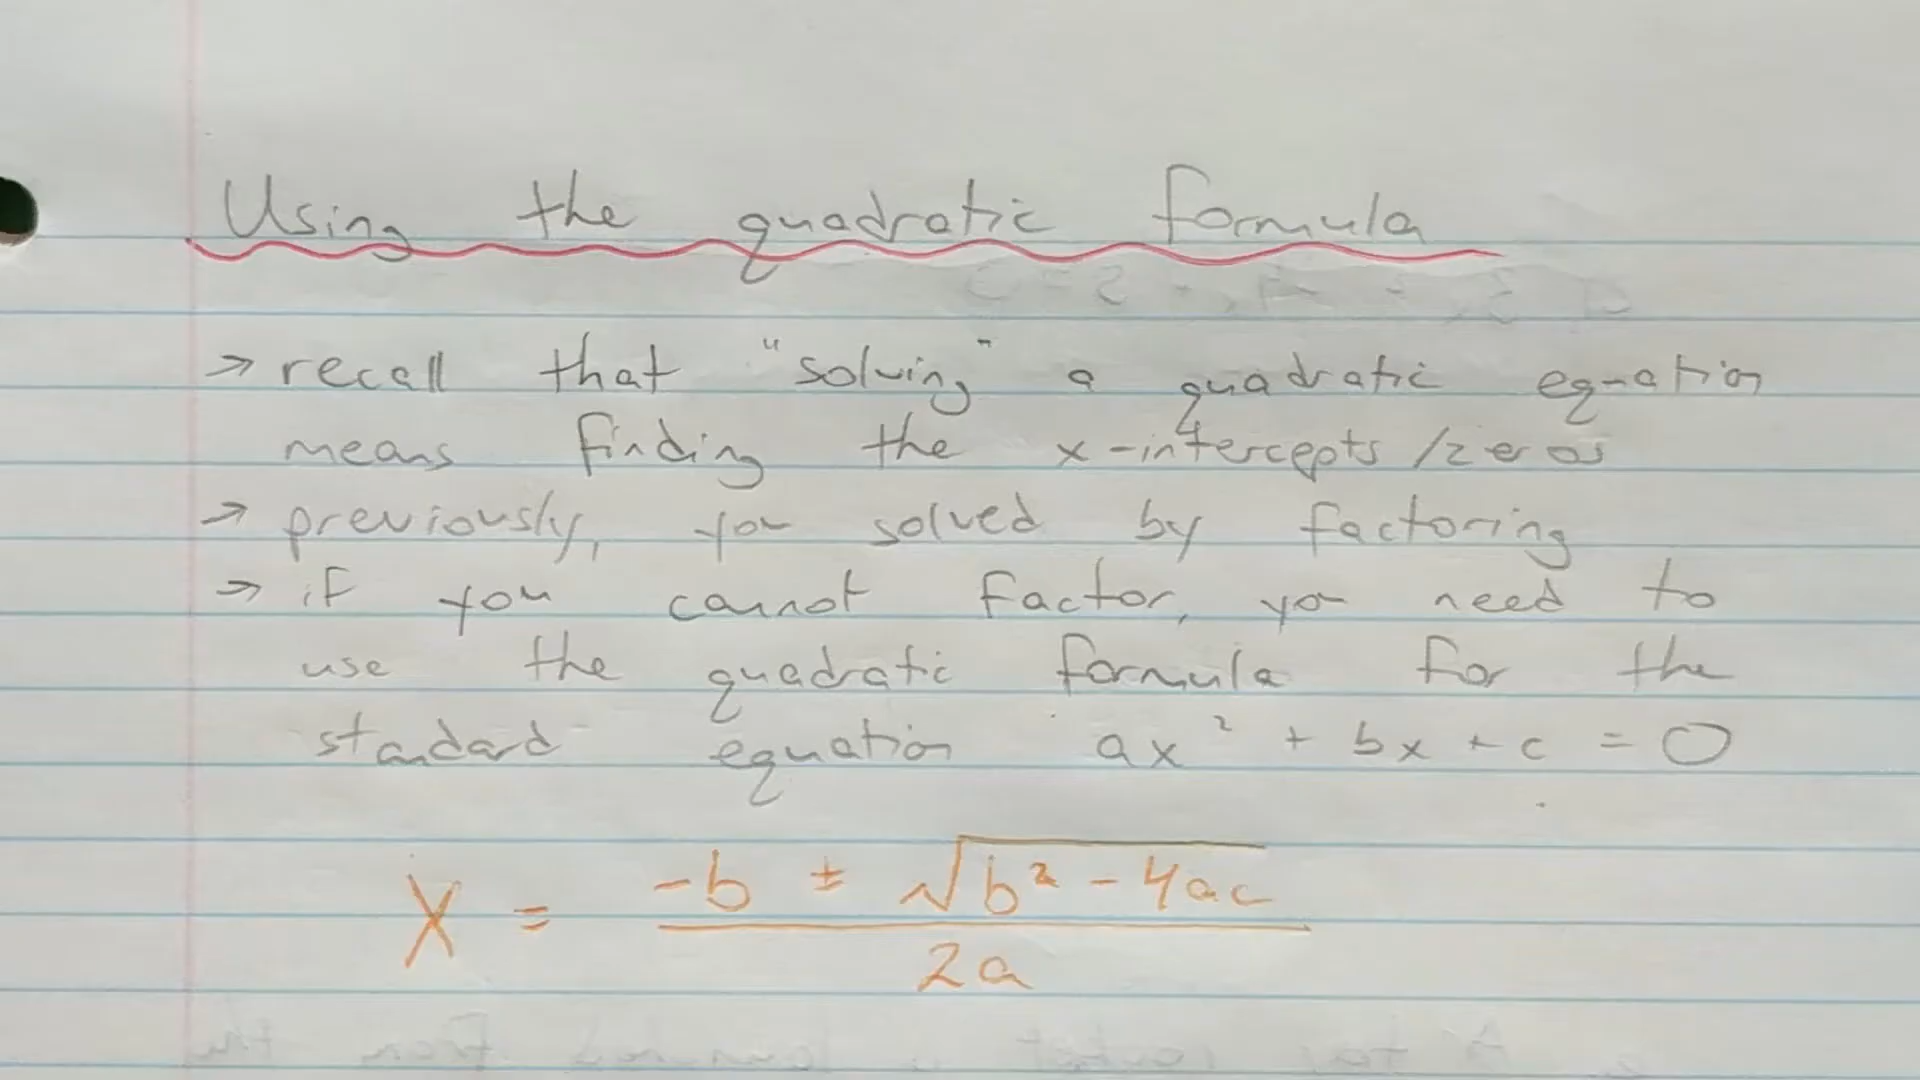 Using the quadratic formula
→ recall that "solving" a quadratic equation
means finding the x-intercepts/zeros
→ previously, you solved by factoring
→ if you cannot factor, you need to
use the quadratic formula for the
standard equation ax² + bx + c = 0
x = -b ± √b² - 4ac
2a